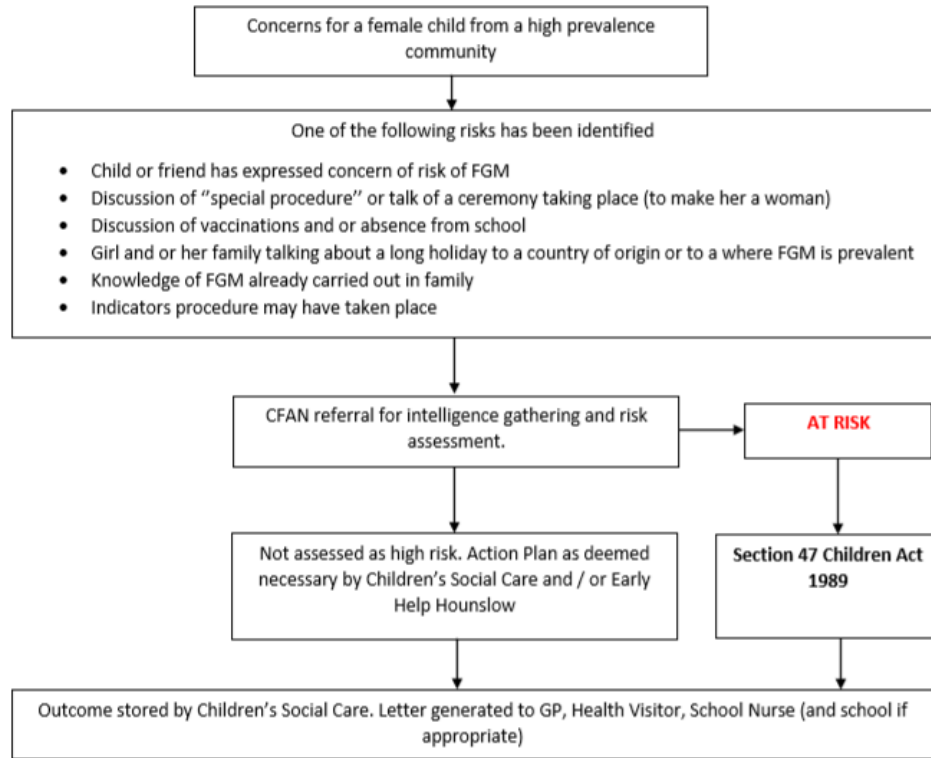 Concerns for a female child from a high prevalence
community
One of the following risks has been identified
• Child or friend has expressed concern of risk of FGM
• Discussion of “special procedure” or talk of a ceremony taking place (to make her a woman)
• Discussion of vaccinations and or absence from school
• Girl and or her family talking about a long holiday to a country of origin or to a where FGM is prevalent
• Knowledge of FGM already carried out in family
• Indicators procedure may have taken place
CFAN referral for intelligence gathering and risk
assessment.
AT RISK
Not assessed as high risk. Action Plan as deemed
necessary by Children’s Social Care and / or Early
Help Hounslow
Section 47 Children Act
1989
Outcome stored by Children’s Social Care. Letter generated to GP, Health Visitor, School Nurse (and school if
appropriate)